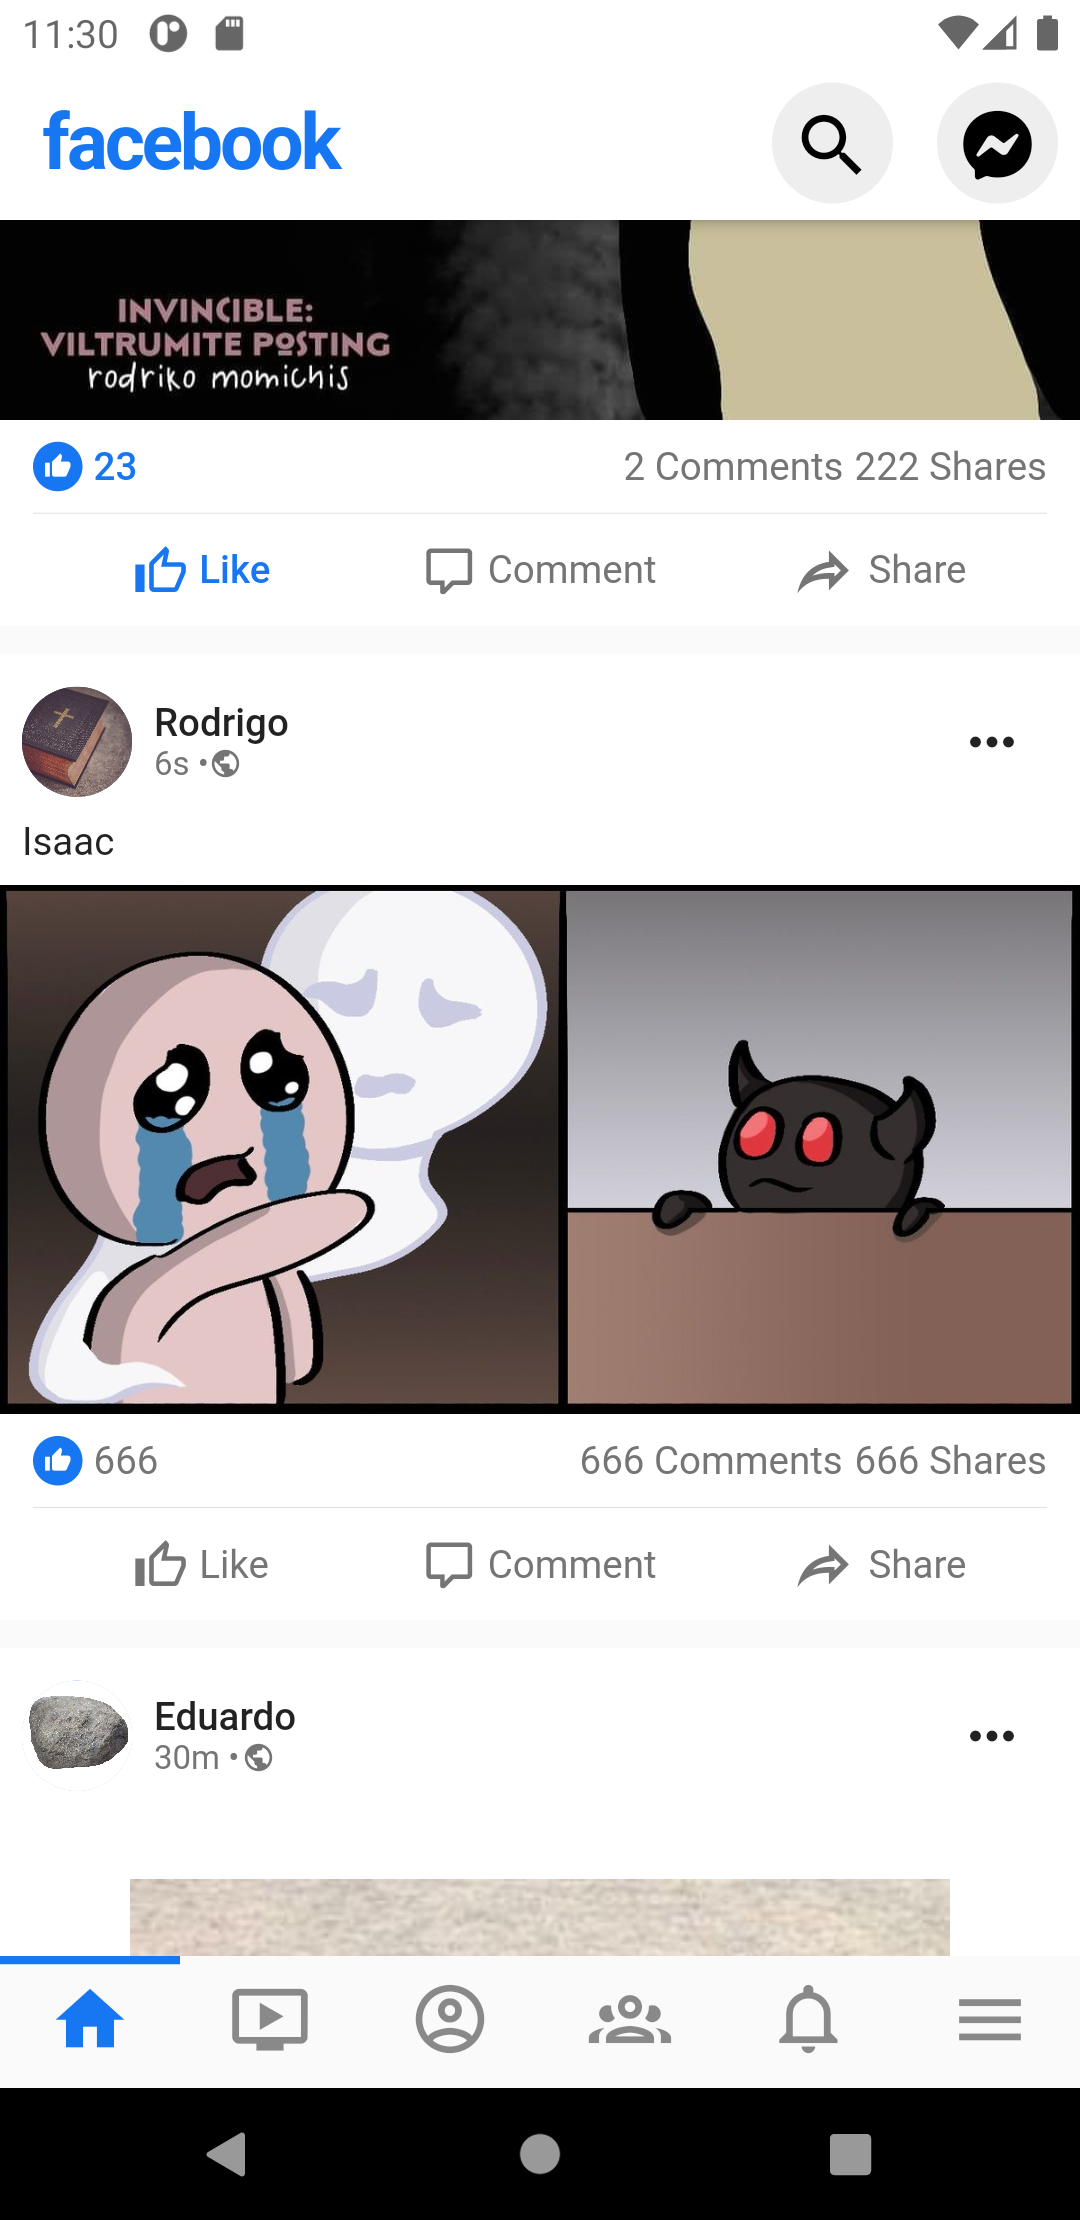 11:30
facebook
INVINCIBLE:
VILTRUMITE POSTING
rodriko momichis
23
2 Comments 222 Shares
Like
Comment
Share
Rodrigo
6s •
Isaac
666
666 Comments 666 Shares
Like
Comment
Share
Eduardo
30m •